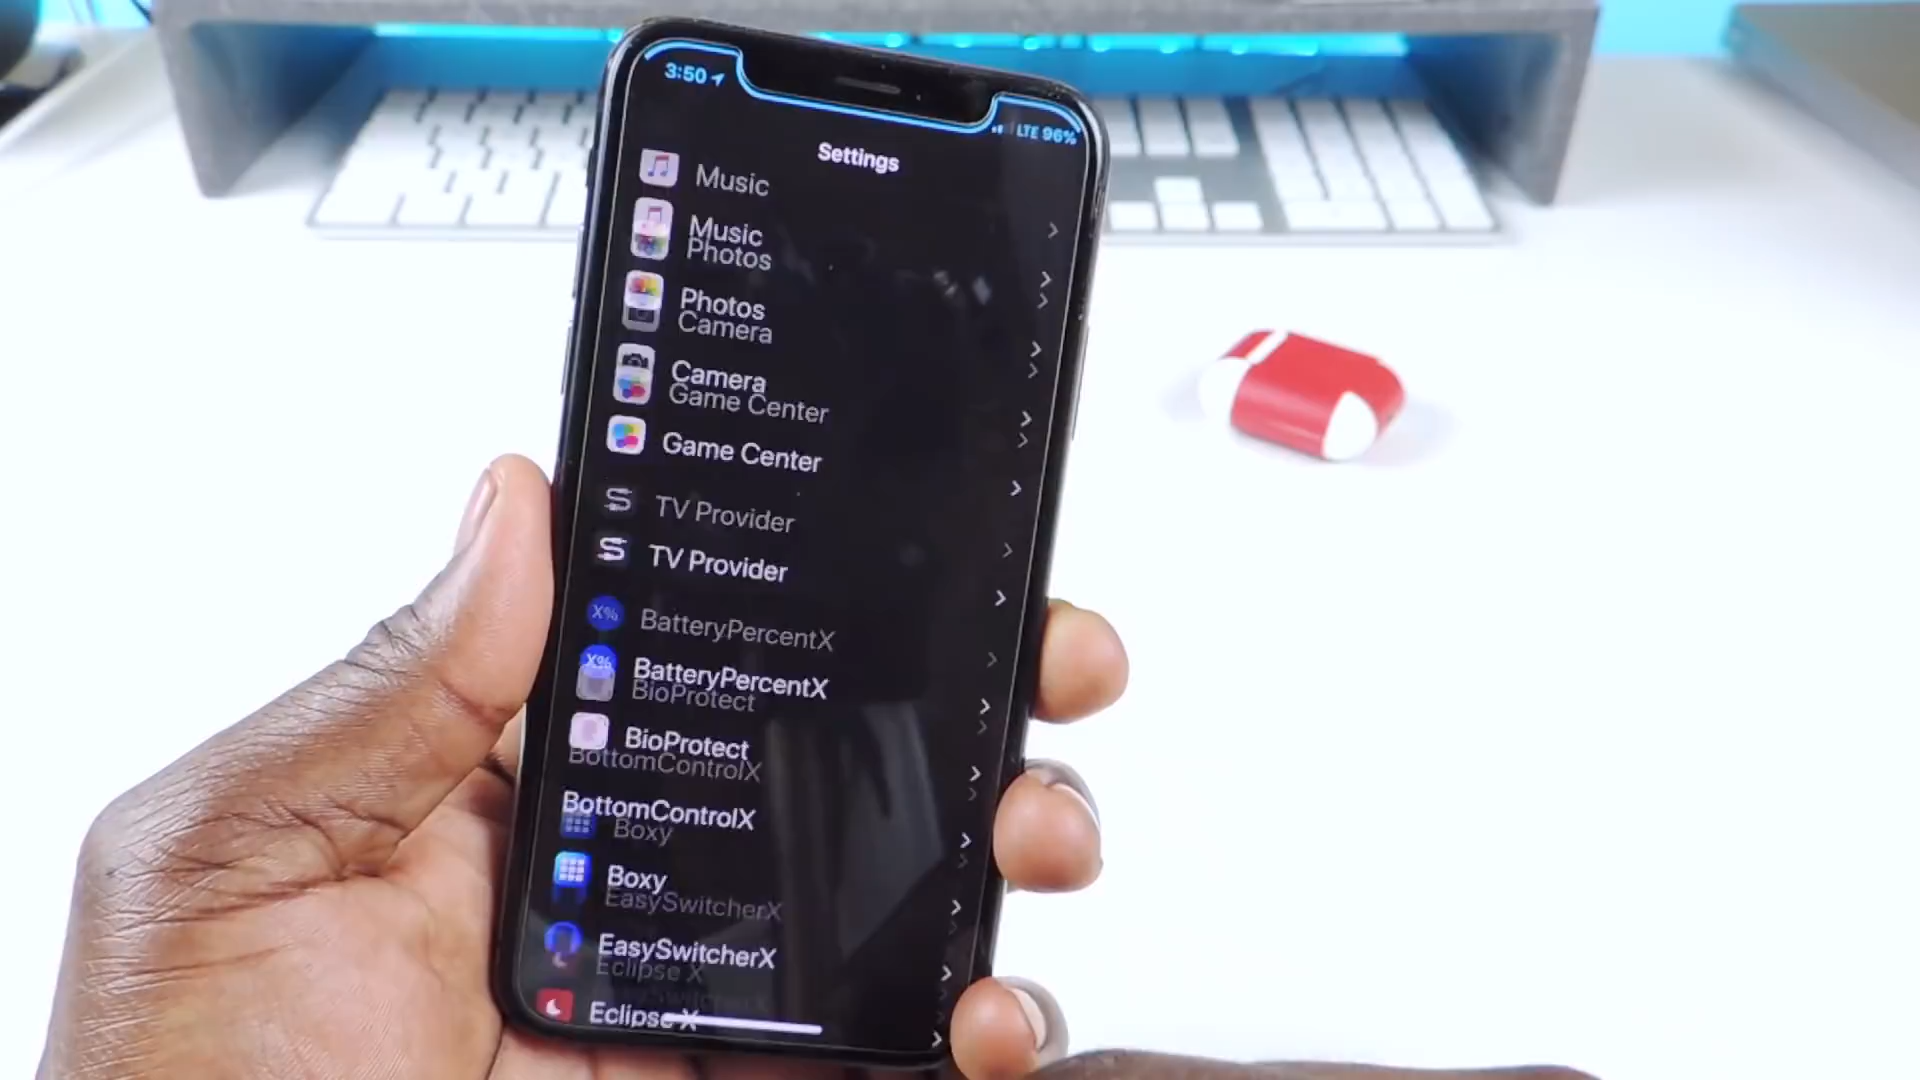 3:50
LTE 96%
Settings
Music
Music
Photos
Photos
Camera
Camera
Game Center
Game Center
TV Provider
TV Provider
X% BatteryPercentX
X% BatteryPercentX
BioProtect
BioProtect
BottomControlX
BottomControlX
Boxy
Boxy
EasySwitcherX
EasySwitcherX
Eclipse X
EasySwitcherX
Eclipse X